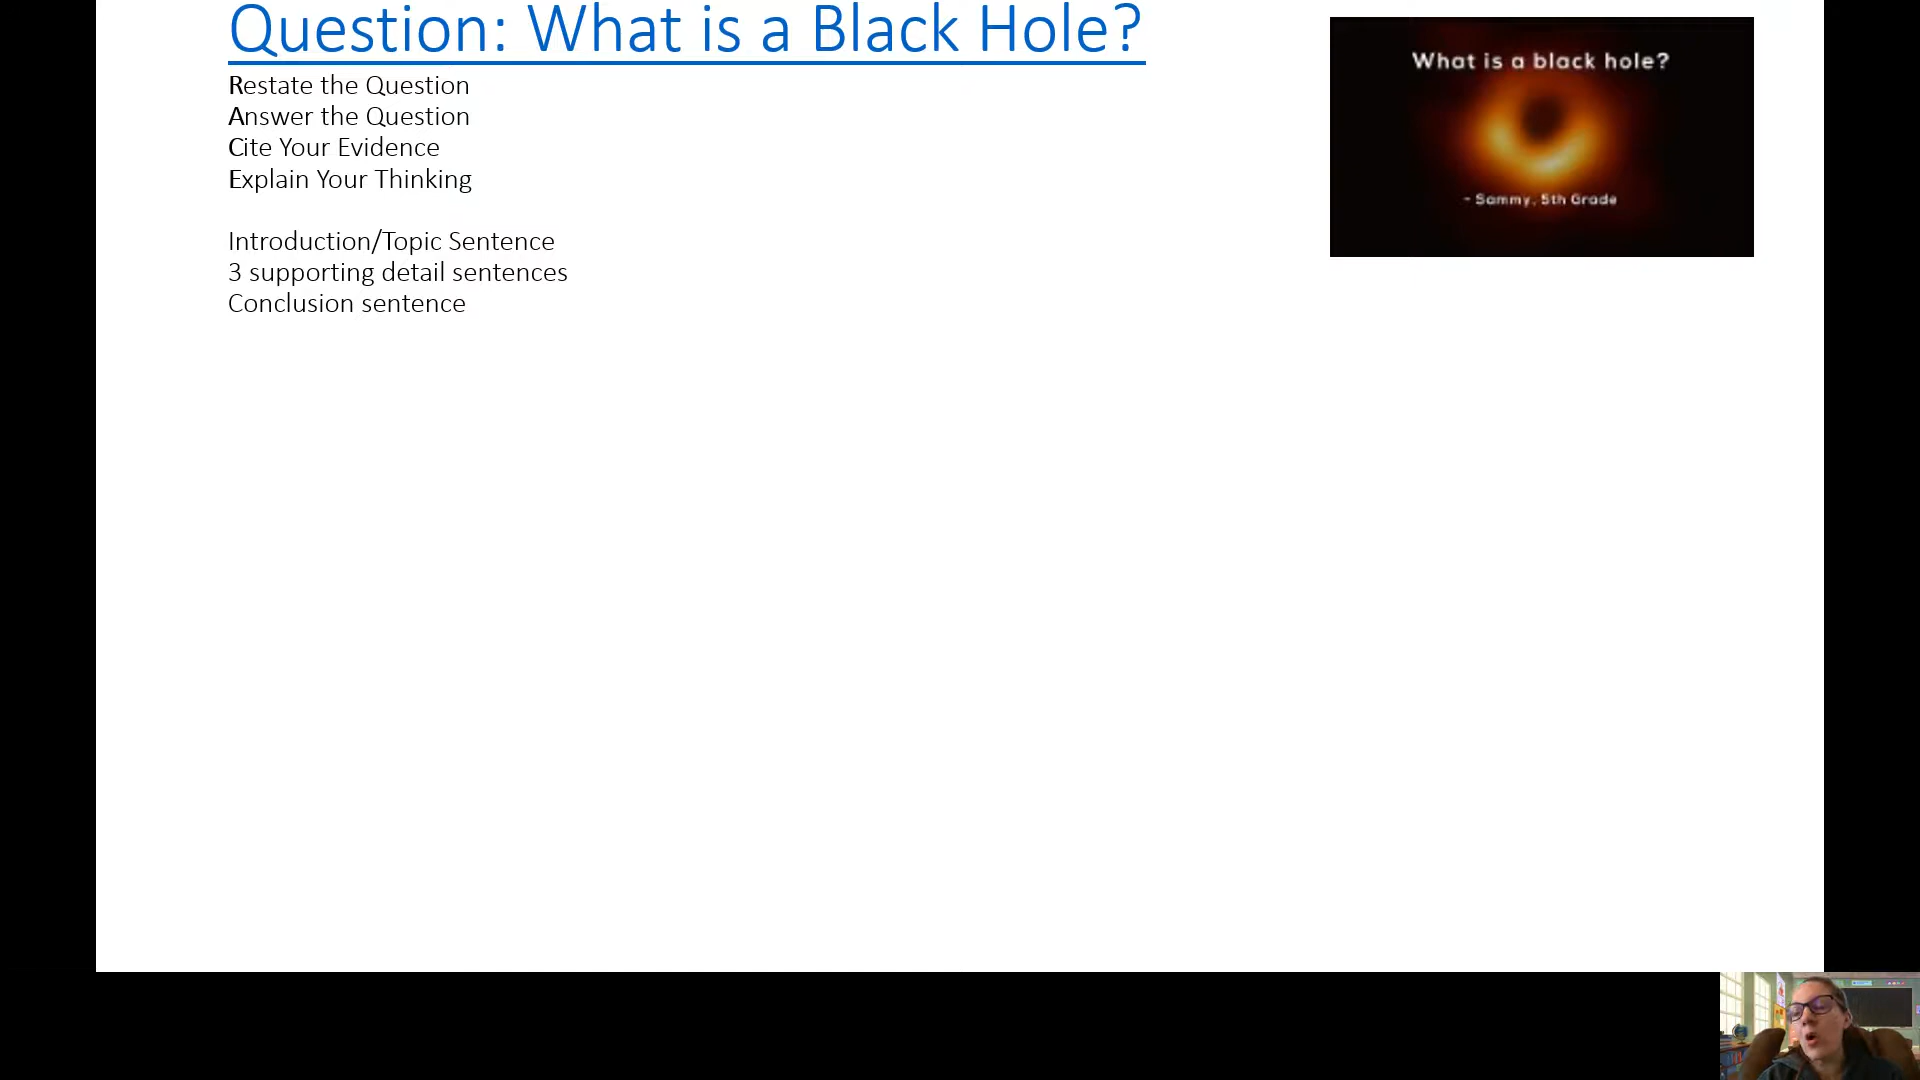 Question: What is a Black Hole?
Restate the Question
Answer the Question
Cite Your Evidence
Explain Your Thinking
Introduction/Topic Sentence
3 supporting detail sentences
Conclusion sentence
What is a black hole?
- Sammy, 5th Grade